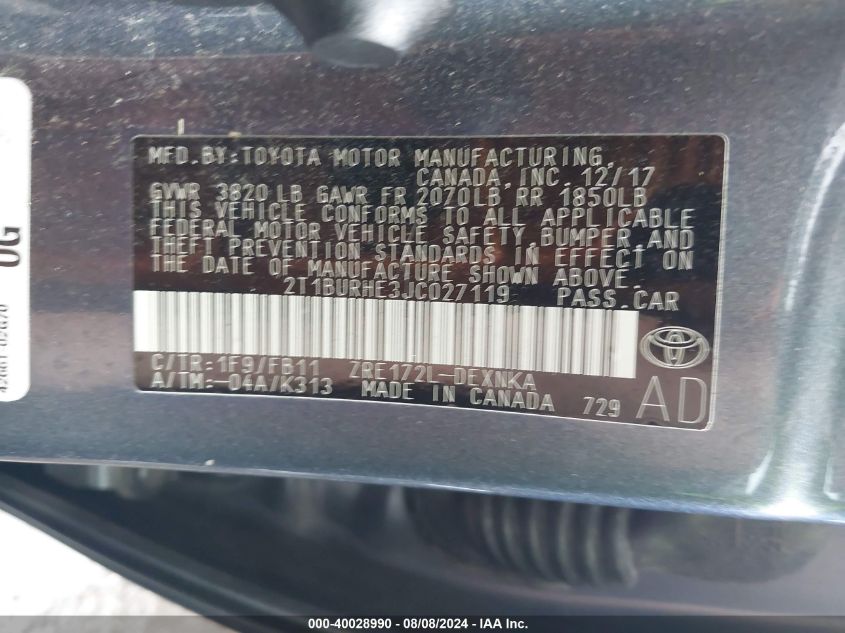 MFD.BY:TOYOTA MOTOR MANUFACTURING,
CANADA, INC. 12/17
GVWR 3820 LB GAWR FR 2070LB RR 1850LB
THIS VEHICLE CONFORMS TO ALL APPLICABLE
FEDERAL MOTOR VEHICLE SAFETY, BUMPER, AND
THEFT PREVENTION STANDARDS IN EFFECT ON
THE DATE OF MANUFACTURE SHOWN ABOVE.
2T1BURHE3JC027119 PASS.CAR
C/TR:1F9/FB11 ZRE172L-DEXNKA
A/TM:-04A/K313 MADE IN CANADA 729
AD
0G
42661-02G70
000-40028990 - 08/08/2024 - IAA Inc.